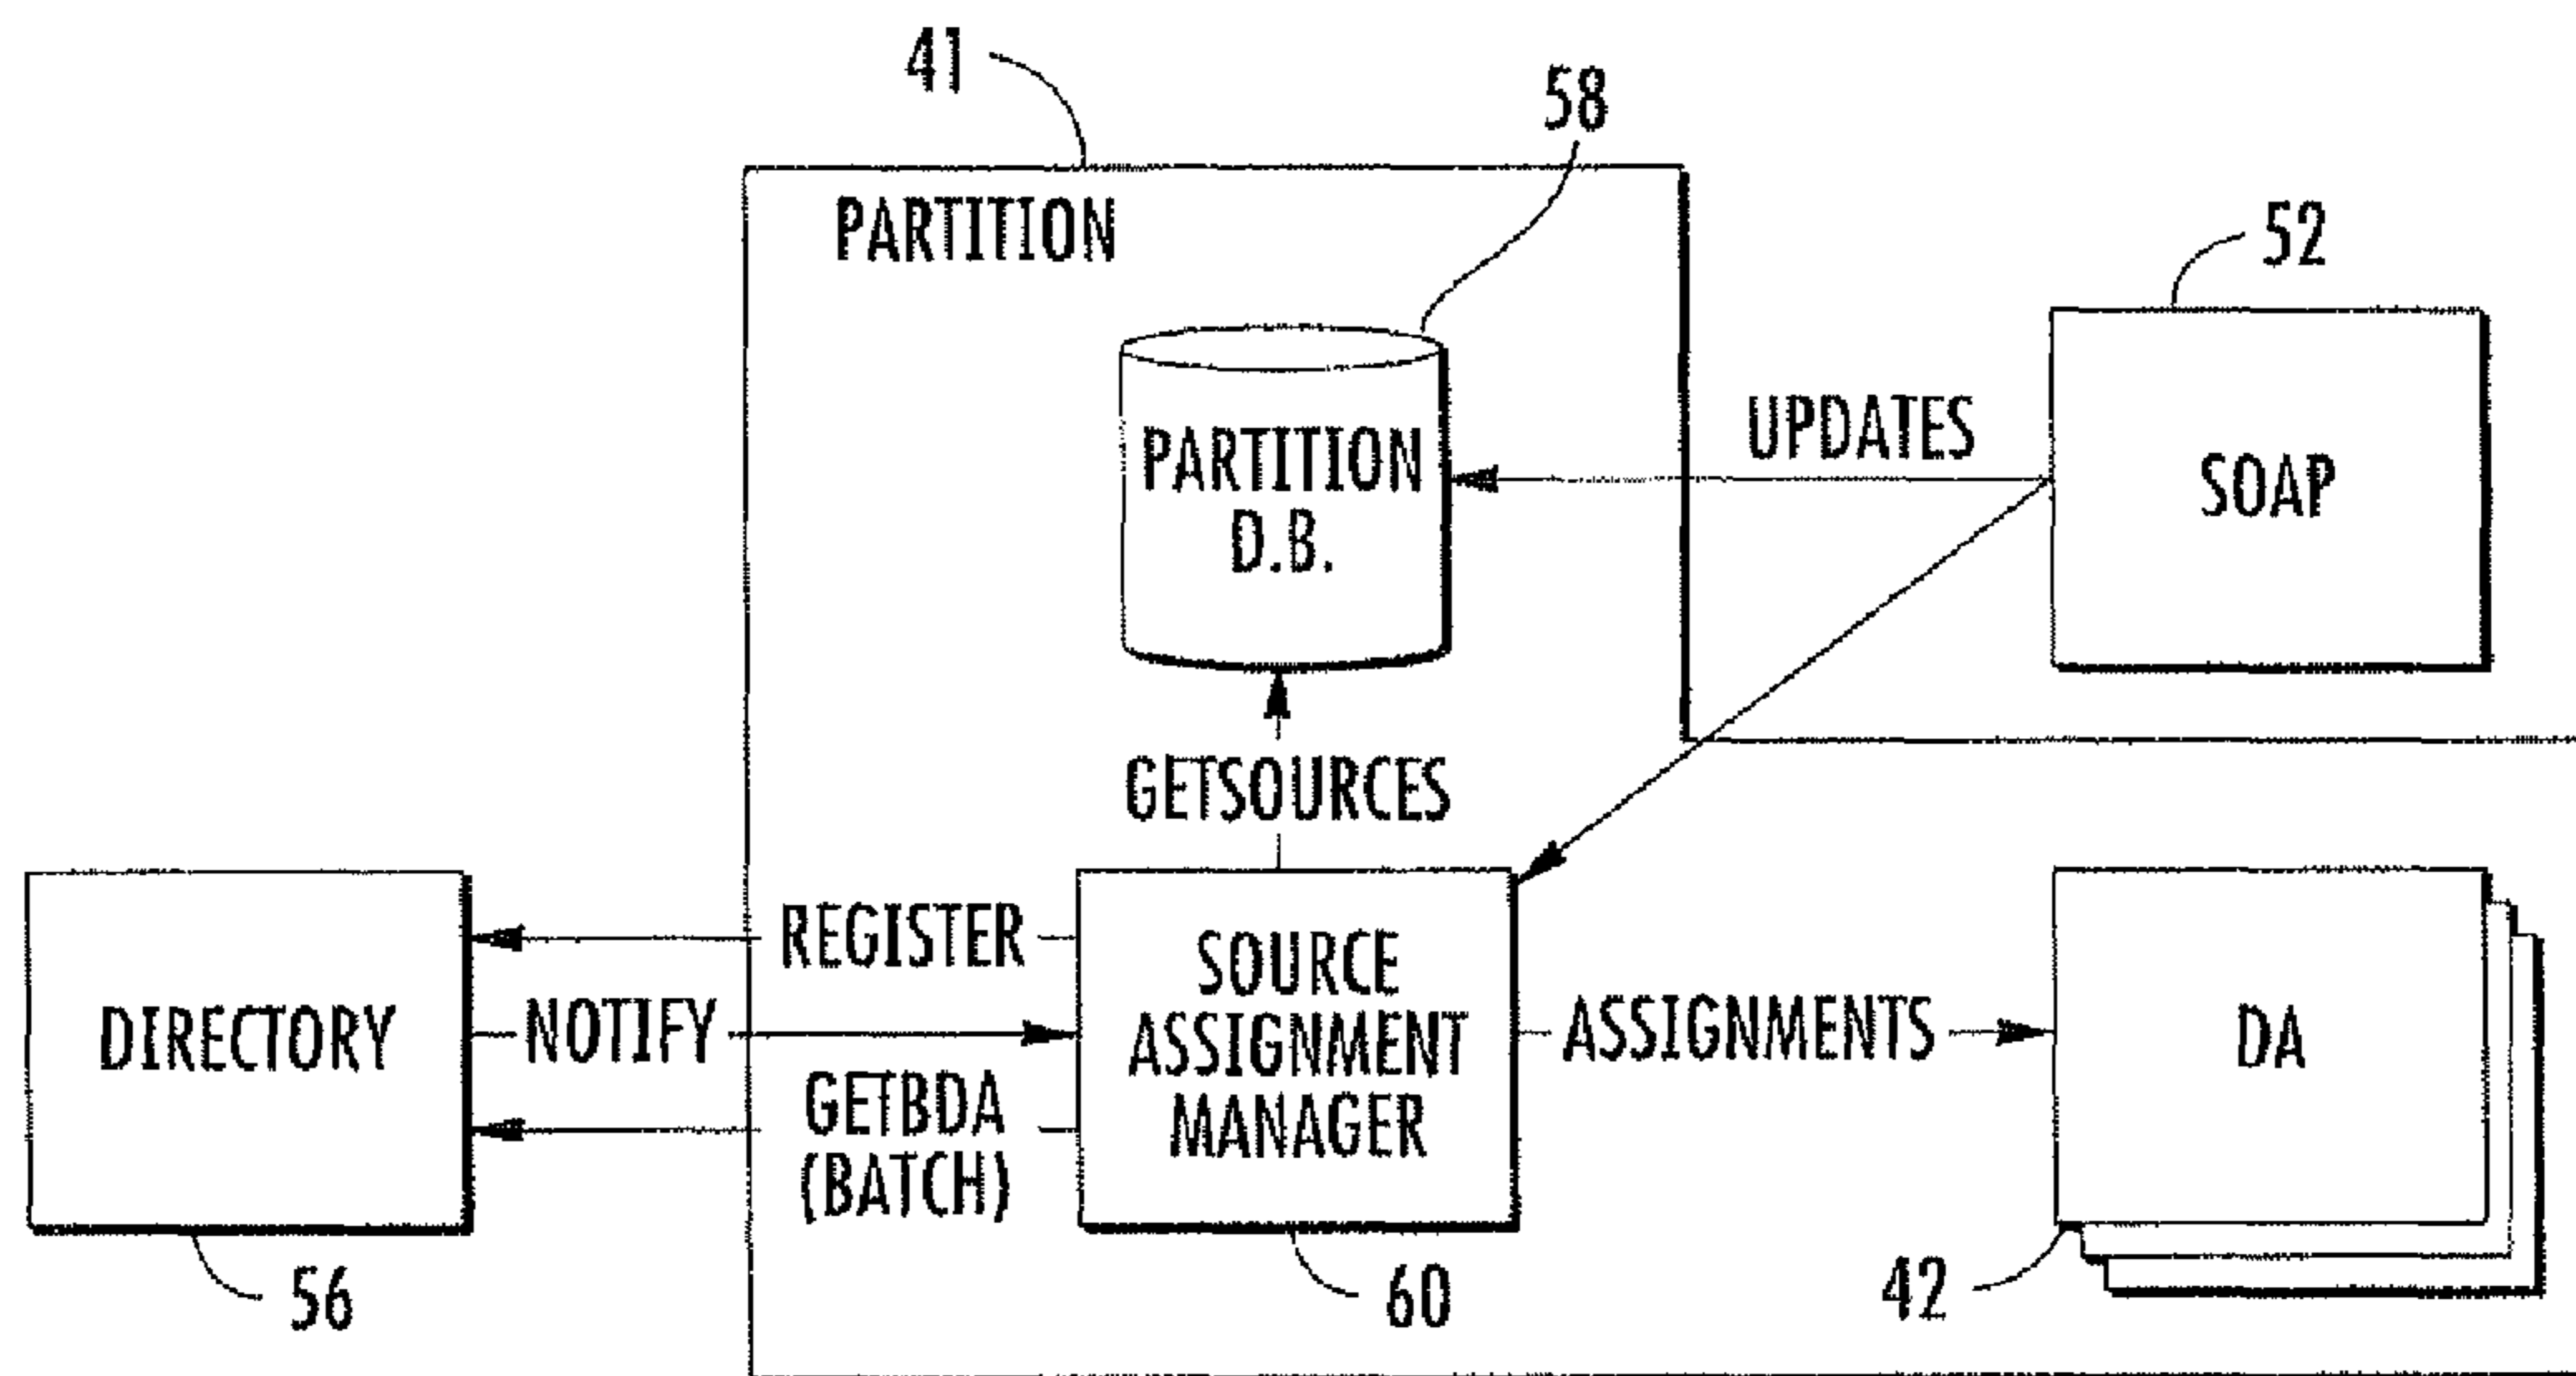 41
58
PARTITION
52
PARTITION
D.B.
UPDATES
SOAP
GETSOURCES
REGISTER
DIRECTORY
NOTIFY
GETBDA
(BATCH)
SOURCE
ASSIGNMENT
MANAGER
ASSIGNMENTS
DA
56
60
42